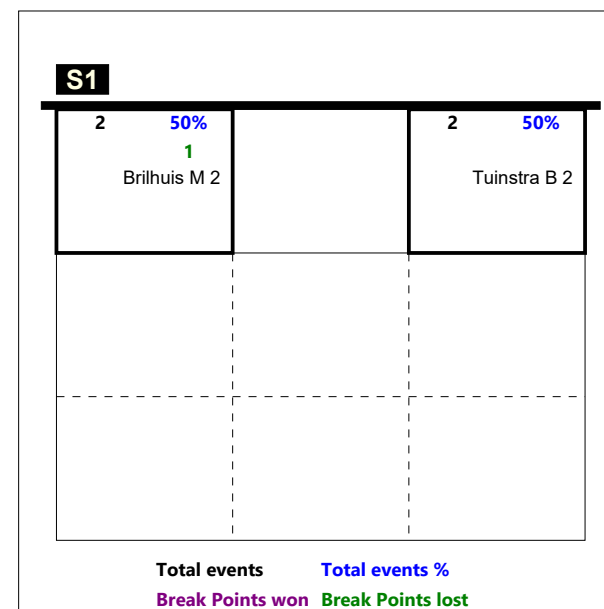 S1
2 50% 2 50%
1
Brilhuis M 2 Tuinstra B 2
Total events Total events %
Break Points won Break Points lost